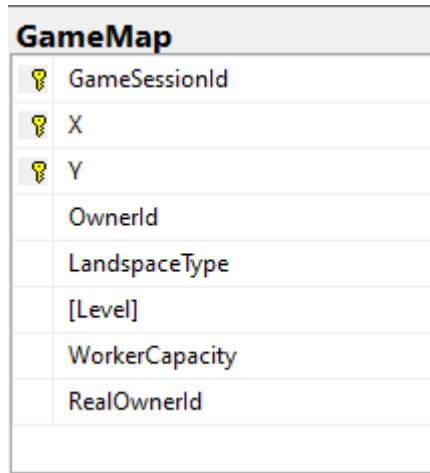 GameMap
GameSessionId
X
Y
OwnerId
LandspaceType
[Level]
WorkerCapacity
RealOwnerId